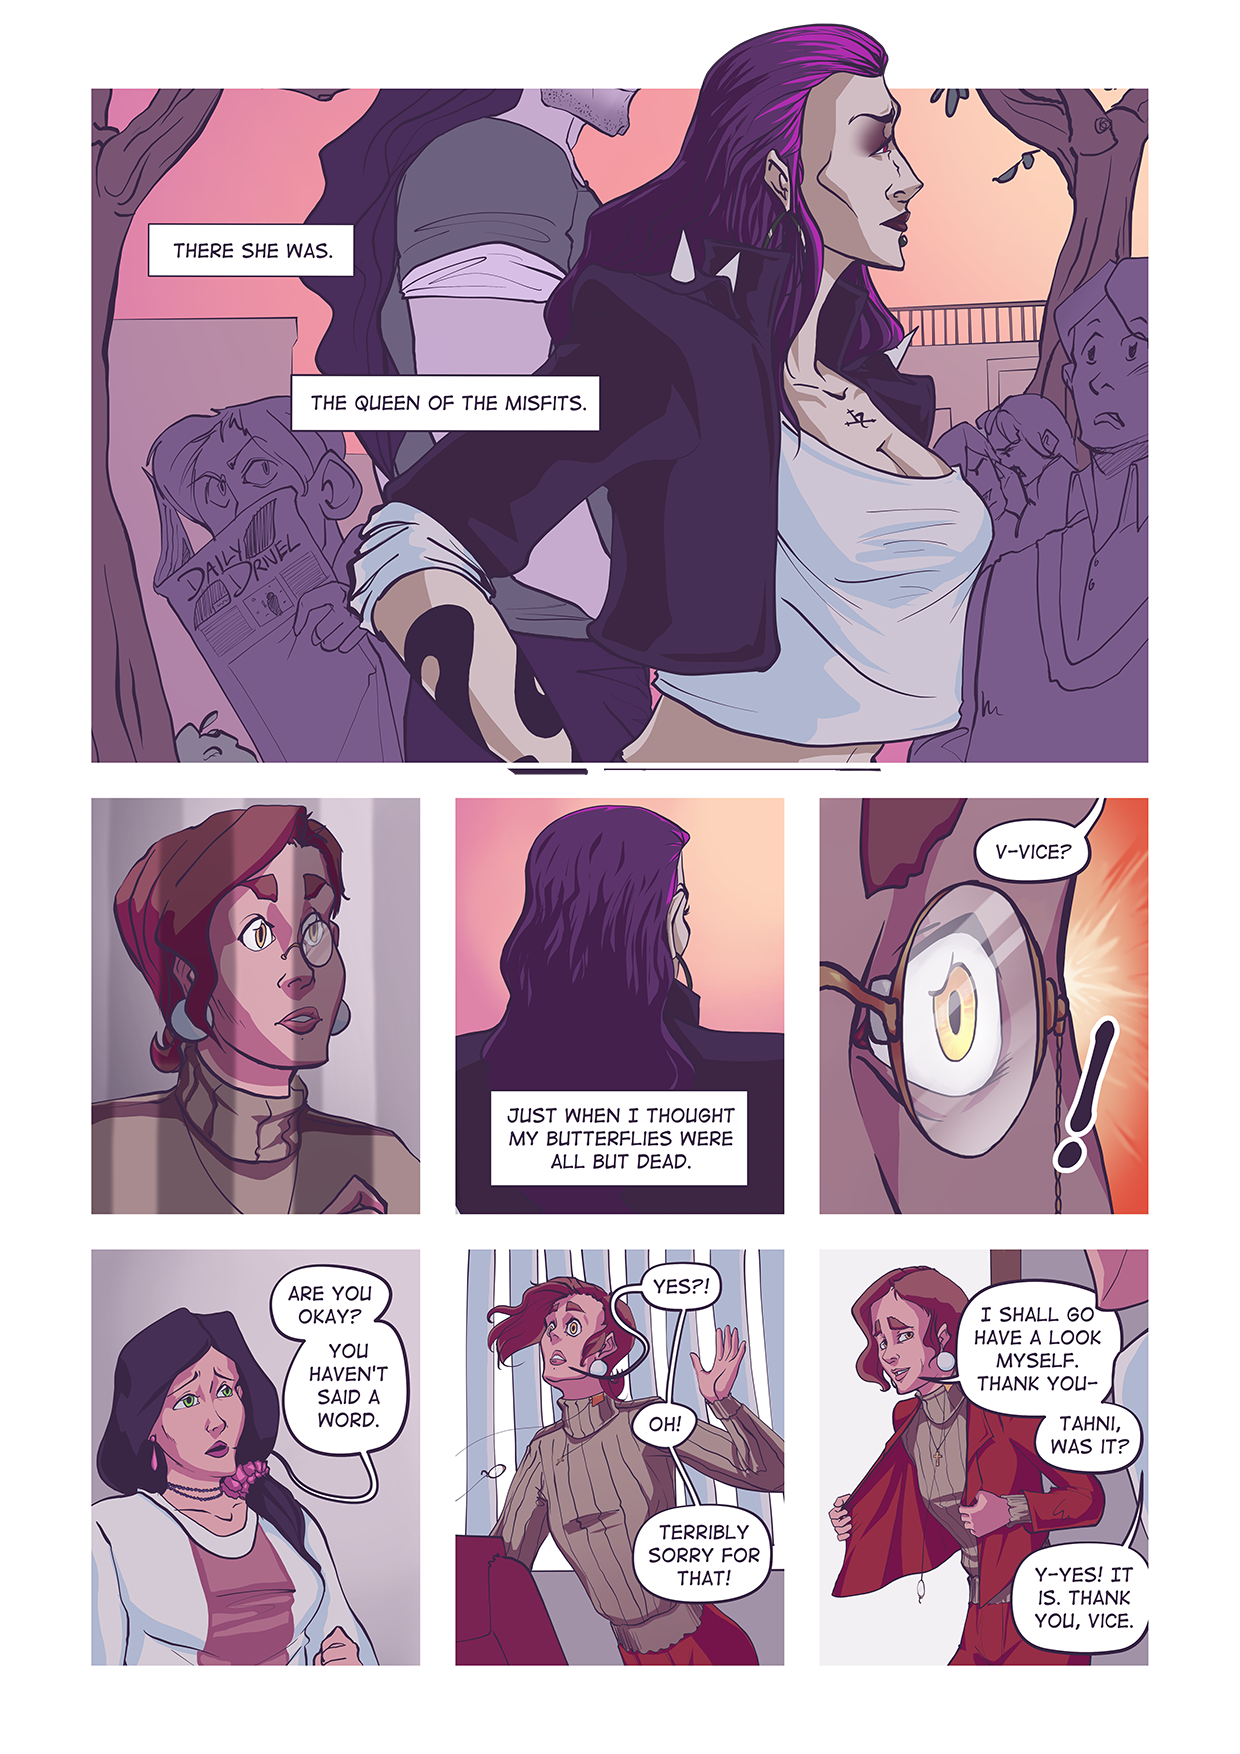 THERE SHE WAS.
THE QUEEN OF THE MISFITS.
DAILY
DRIVEL
JUST WHEN I THOUGHT
MY BUTTERFLIES WERE
ALL BUT DEAD.
V-VICE?
!
ARE YOU
OKAY?
YOU
HAVEN'T
SAID A
WORD.
YES?!
OH!
TERRIBLY
SORRY FOR
THAT!
I SHALL GO
HAVE A LOOK
MYSELF.
THANK YOU-
TAHNI,
WAS IT?
Y-YES! IT
IS. THANK
YOU, VICE.